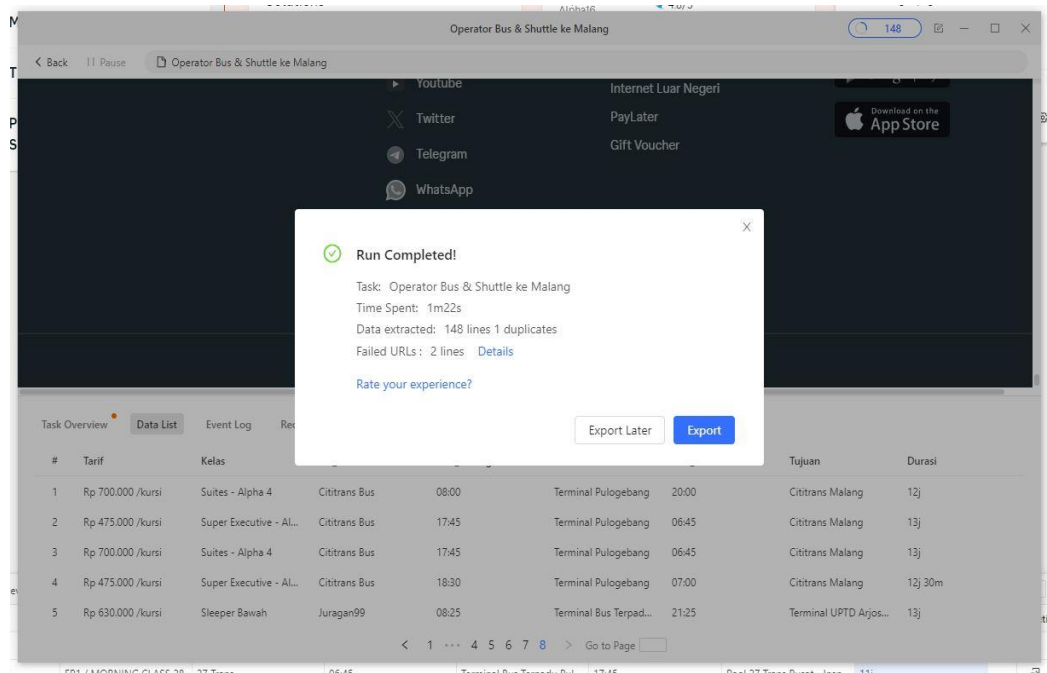 Operator Bus & Shuttle ke Malang
148
Back
Pause
Operator Bus & Shuttle ke Malang
Youtube
Twitter
Telegram
WhatsApp
Internet Luar Negeri
PayLater
Gift Voucher
Download on the
App Store
Run Completed!
Task: Operator Bus & Shuttle ke Malang
Time Spent: 1m22s
Data extracted: 148 lines 1 duplicates
Failed URLs : 2 lines Details
Rate your experience?
Export Later
Export
Task Overview Data List Event Log
# Tarif Kelas Tujuan Durasi
1 Rp 700.000 /kursi Suites - Alpha 4 Cititrans Bus 08:00 Terminal Pulogebang 20:00 Cititrans Malang 12j
2 Rp 475.000 /kursi Super Executive - Al... Cititrans Bus 17:45 Terminal Pulogebang 06:45 Cititrans Malang 13j
3 Rp 700.000 /kursi Suites - Alpha 4 Cititrans Bus 17:45 Terminal Pulogebang 06:45 Cititrans Malang 13j
4 Rp 475.000 /kursi Super Executive - Al... Cititrans Bus 18:30 Terminal Pulogebang 07:00 Cititrans Malang 12j 30m
5 Rp 630.000 /kursi Sleeper Bawah Juragan99 08:25 Terminal Bus Terpad... 21:25 Terminal UPTD Arjos... 13j
1 ··· 4 5 6 7 8 Go to Page